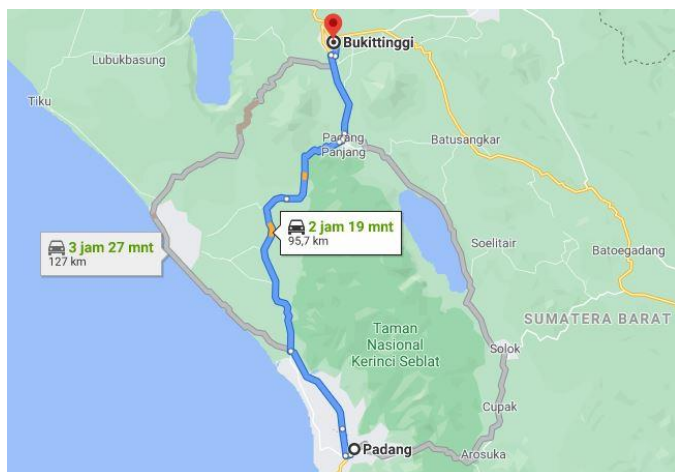 Bukittinggi
Lubukbasung
Tiku
Padang
Panjang
Batusangkar
2 jam 19 mnt
95,7 km
3 jam 27 mnt
127 km
Soelitair
Batoegadang
SUMATERA BARAT
Taman
Nasional
Kerinci Seblat
Solok
Cupak
Padang
Arosuka